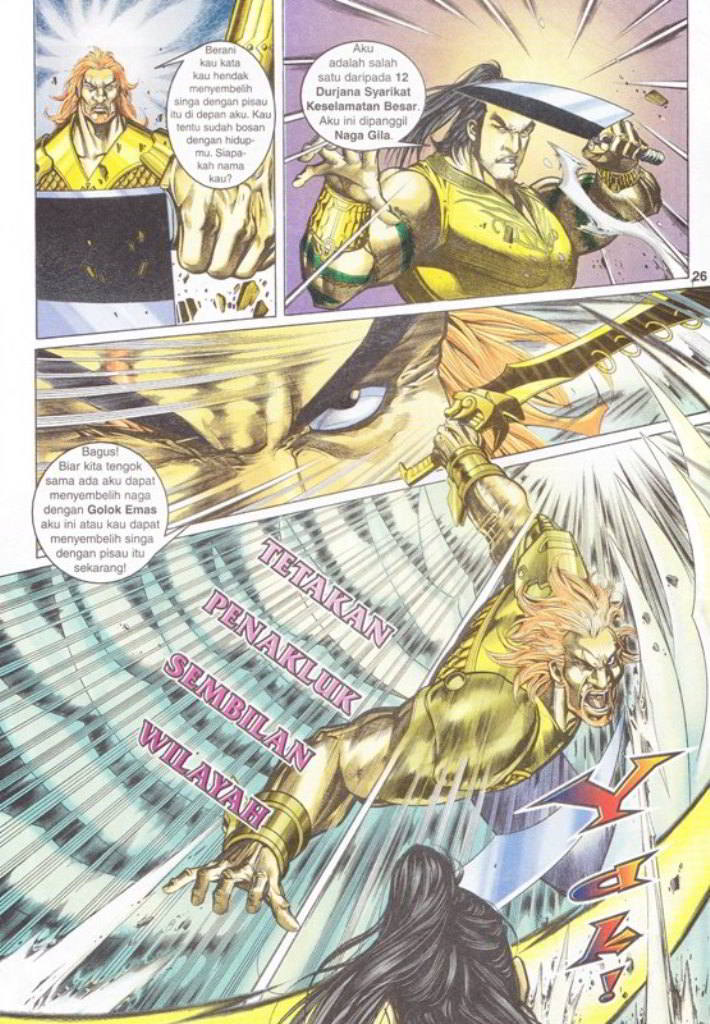 Berani
kau kata
kau hendak
menyembelih
singa dengan pisau
itu di depan aku. Kau
tentu sudah bosan
dengan hidup-
mu. Siapa-
kah nama
kau?
Aku
adalah salah
satu daripada 12
Durjana Syarikat
Keselamatan Besar.
Aku ini dipanggil
Naga Gila.
26
Bagus!
Biar kita tengok
sama ada aku dapat
menyembelih naga
dengan Golok Emas
aku ini atau kau dapat
menyembelih singa
dengan pisau itu
sekarang!
TETAKAN
PENAKLUK
SEMBILAN
WILAYAH
Yak!